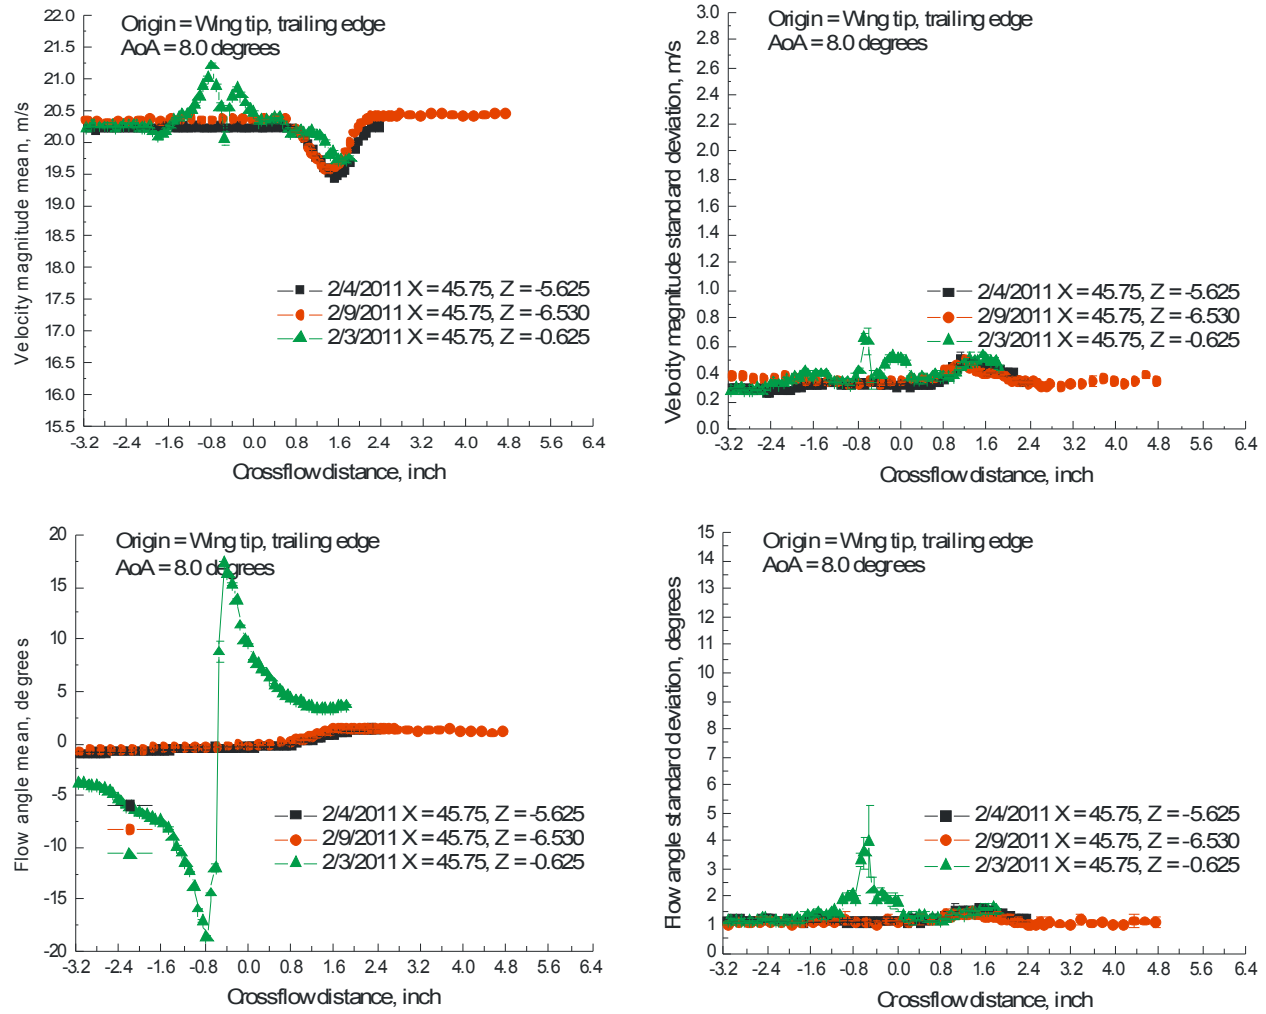 Origin = Wing tip, trailing edge
AoA = 8.0 degrees
Velocity magnitude mean, m/s
22.0
21.5
21.0
20.5
20.0
19.5
19.0
18.5
18.0
17.5
17.0
16.5
16.0
15.5
2/4/2011 X = 45.75, Z = -5.625
2/9/2011 X = 45.75, Z = -6.530
2/3/2011 X = 45.75, Z = -0.625
-3.2 -2.4 -1.6 -0.8 0.0 0.8 1.6 2.4 3.2 4.0 4.8 5.6 6.4
Crossflow distance, inch
Origin = Wing tip, trailing edge
AoA = 8.0 degrees
Velocity magnitude standard deviation, m/s
3.0
2.8
2.6
2.4
2.2
2.0
1.8
1.6
1.4
1.2
1.0
0.8
0.6
0.4
0.2
0.0
2/4/2011 X = 45.75, Z = -5.625
2/9/2011 X = 45.75, Z = -6.530
2/3/2011 X = 45.75, Z = -0.625
-3.2 -2.4 -1.6 -0.8 0.0 0.8 1.6 2.4 3.2 4.0 4.8 5.6 6.4
Crossflow distance, inch
Origin = Wing tip, trailing edge
AoA = 8.0 degrees
Flow angle mean, degrees
20
15
10
5
0
-5
-10
-15
-20
2/4/2011 X = 45.75, Z = -5.625
2/9/2011 X = 45.75, Z = -6.530
2/3/2011 X = 45.75, Z = -0.625
-3.2 -2.4 -1.6 -0.8 0.0 0.8 1.6 2.4 3.2 4.0 4.8 5.6 6.4
Crossflow distance, inch
Origin = Wing tip, trailing edge
AoA = 8.0 degrees
Flow angle standard deviation, degrees
15
14
13
12
11
10
9
8
7
6
5
4
3
2
1
0
2/4/2011 X = 45.75, Z = -5.625
2/9/2011 X = 45.75, Z = -6.530
2/3/2011 X = 45.75, Z = -0.625
-3.2 -2.4 -1.6 -0.8 0.0 0.8 1.6 2.4 3.2 4.0 4.8 5.6 6.4
Crossflow distance, inch